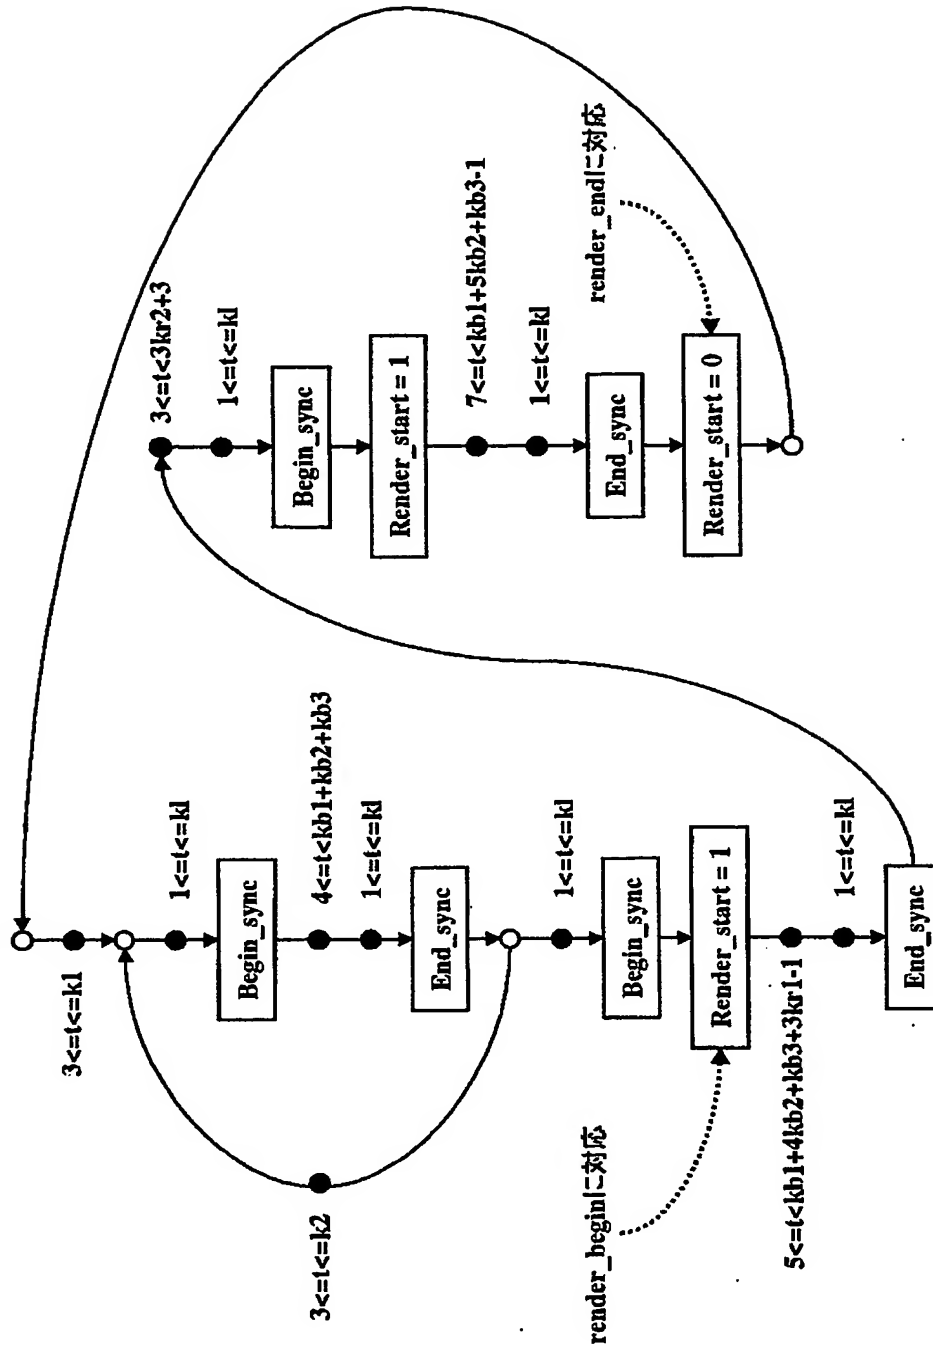 3<=t<=k1
1<=t<=kl
Begin_sync
4<=t<kb1+kb2+kb3
1<=t<=kl
End_sync
3<=t<=k2
1<=t<=kl
Begin_sync
Render_start = 1
render_beginに対応
5<=t<kb1+4kb2+kb3+3kr1-1
1<=t<=kl
End_sync
3<=t<3kr2+3
1<=t<=kl
Begin_sync
Render_start = 1
7<=t<kb1+5kb2+kb3-1
1<=t<=kl
End_sync
Render_start = 0
render_endに対応